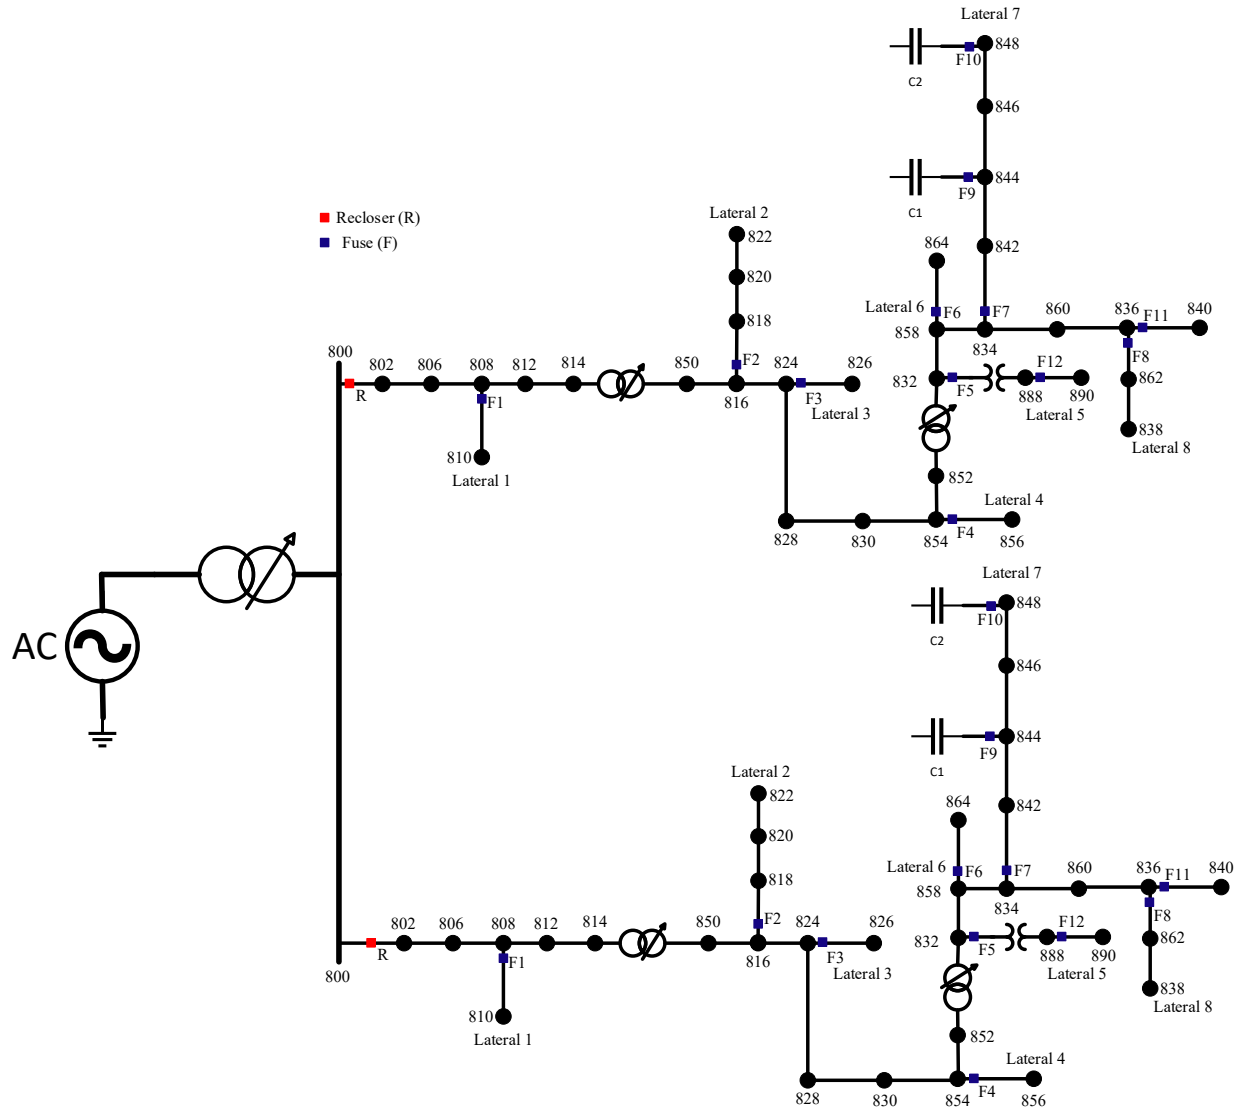 Lateral 7
848
F10
C2
846
844
F9
C1
Recloser (R)
Fuse (F)
Lateral 2
822
820
818
842
864
Lateral 6
F6
F7
860
836
F11
840
858
834
F8
800
802
806
808
812
814
850
F2
824
826
832
F5
F12
862
R
F1
816
F3
Lateral 3
888
890
Lateral 5
838
Lateral 8
810
Lateral 1
852
Lateral 4
828
830
854
F4
856
AC
Lateral 7
848
F10
C2
846
844
F9
C1
Lateral 2
822
820
818
842
864
Lateral 6
F6
F7
860
836
F11
840
858
834
F8
802
806
808
812
814
850
F2
824
826
832
F5
F12
862
R
F1
816
F3
Lateral 3
888
890
Lateral 5
800
838
Lateral 8
810
Lateral 1
852
Lateral 4
828
830
854
F4
856